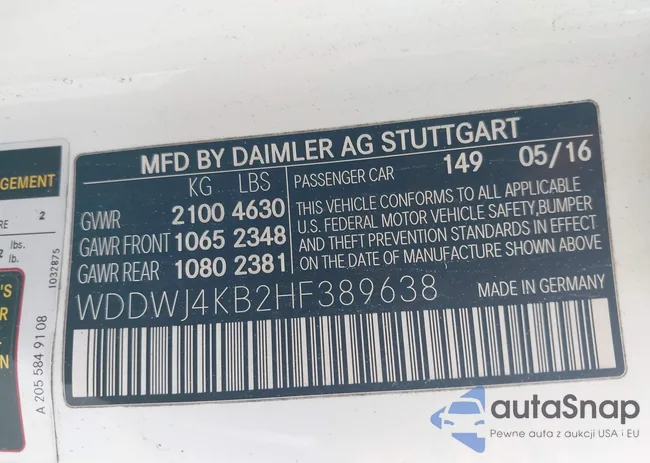 MFD BY DAIMLER AG STUTTGART
KG LBS
GVWR 2100 4630
GAWR FRONT 1065 2348
GAWR REAR 1080 2381
PASSENGER CAR 149 05/16
THIS VEHICLE CONFORMS TO ALL APPLICABLE
U.S. FEDERAL MOTOR VEHICLE SAFETY, BUMPER
AND THEFT PREVENTION STANDARDS IN EFFECT
ON THE DATE OF MANUFACTURE SHOWN ABOVE
WDDWJ4KB2HF389638 MADE IN GERMANY
GEMENT
RE 2
2 lbs.
lb.
1032875
'S
R
ON
A 205 584 91 08
autaSnap
Pewne auta z aukcji USA i EU